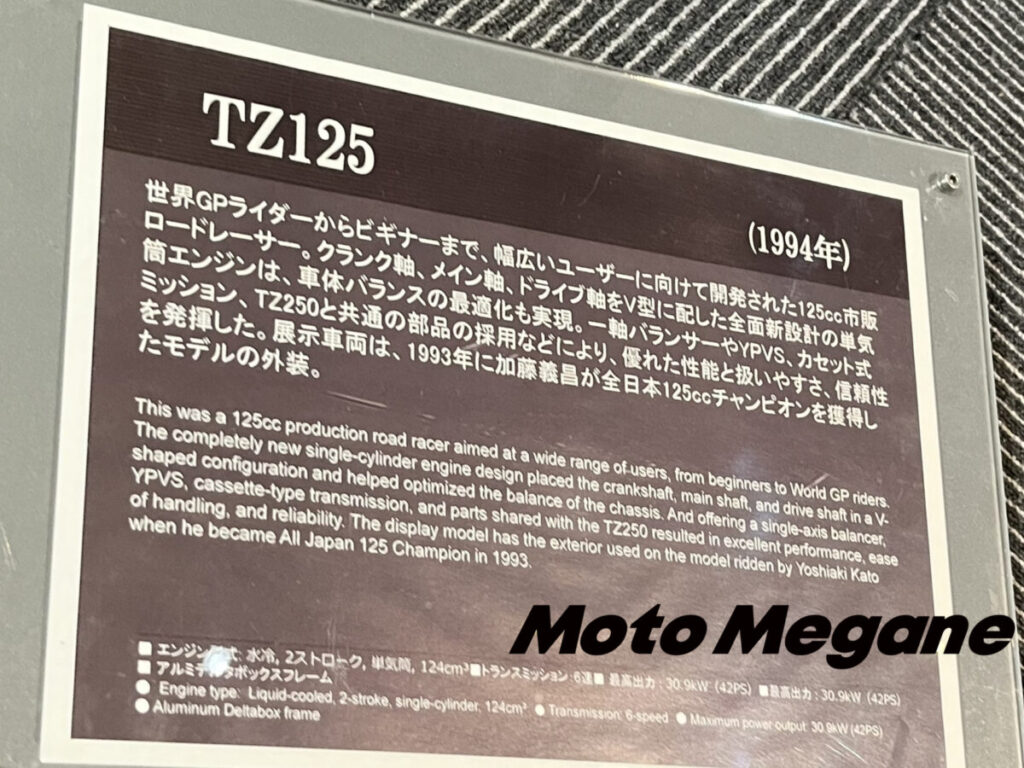 TZ125
(1994年)
世界GPライダーからビギナーまで、幅広いユーザーに向けて開発された125cc市販
ロードレーサー。クランク軸、メイン軸、ドライブ軸をV型に配した全面新設計の単気
筒エンジンは、車体バランスの最適化も実現。一軸バランサーやYPVS、カセット式
ミッション、TZ250と共通の部品の採用などにより、優れた性能と扱いやすさ、信頼性
を発揮した。展示車両は、1993年に加藤義昌が全日本125ccチャンピオンを獲得し
たモデルの外装。
This was a 125cc production road racer aimed at a wide range of users, from beginners to World GP riders.
The completely new single-cylinder engine design placed the crankshaft, main shaft, and drive shaft in a V-
shaped configuration and helped optimized the balance of the chassis. And offering a single-axis balancer,
YPVS, cassette-type transmission, and parts shared with the TZ250 resulted in excellent performance, ease
of handling, and reliability. The display model has the exterior used on the model ridden by Yoshiaki Kato
when he became All Japan 125 Champion in 1993.
Moto Megane
■ エンジン 式: 水冷, 2ストローク, 単気筒, 124cm³ ■ トランスミッション: 6速 ■ 最高出力: 30.9kW (42PS) ■ 最高出力: 30.9kW (42PS)
■ アルミデルタボックスフレーム
● Engine type: Liquid-cooled, 2-stroke, single-cylinder, 124cm³ ● Transmission: 6-speed ● Maximum power output: 30.9kW (42PS)
● Aluminum Deltabox frame